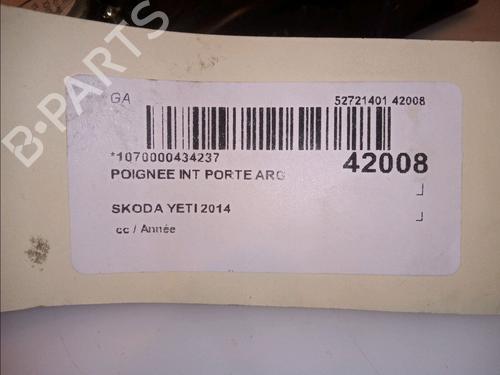 B-PARTS
GA
52721401 42008
*1070000434237
42008
POIGNEE INT PORTE ARG
SKODA YETI 2014
cc / Année